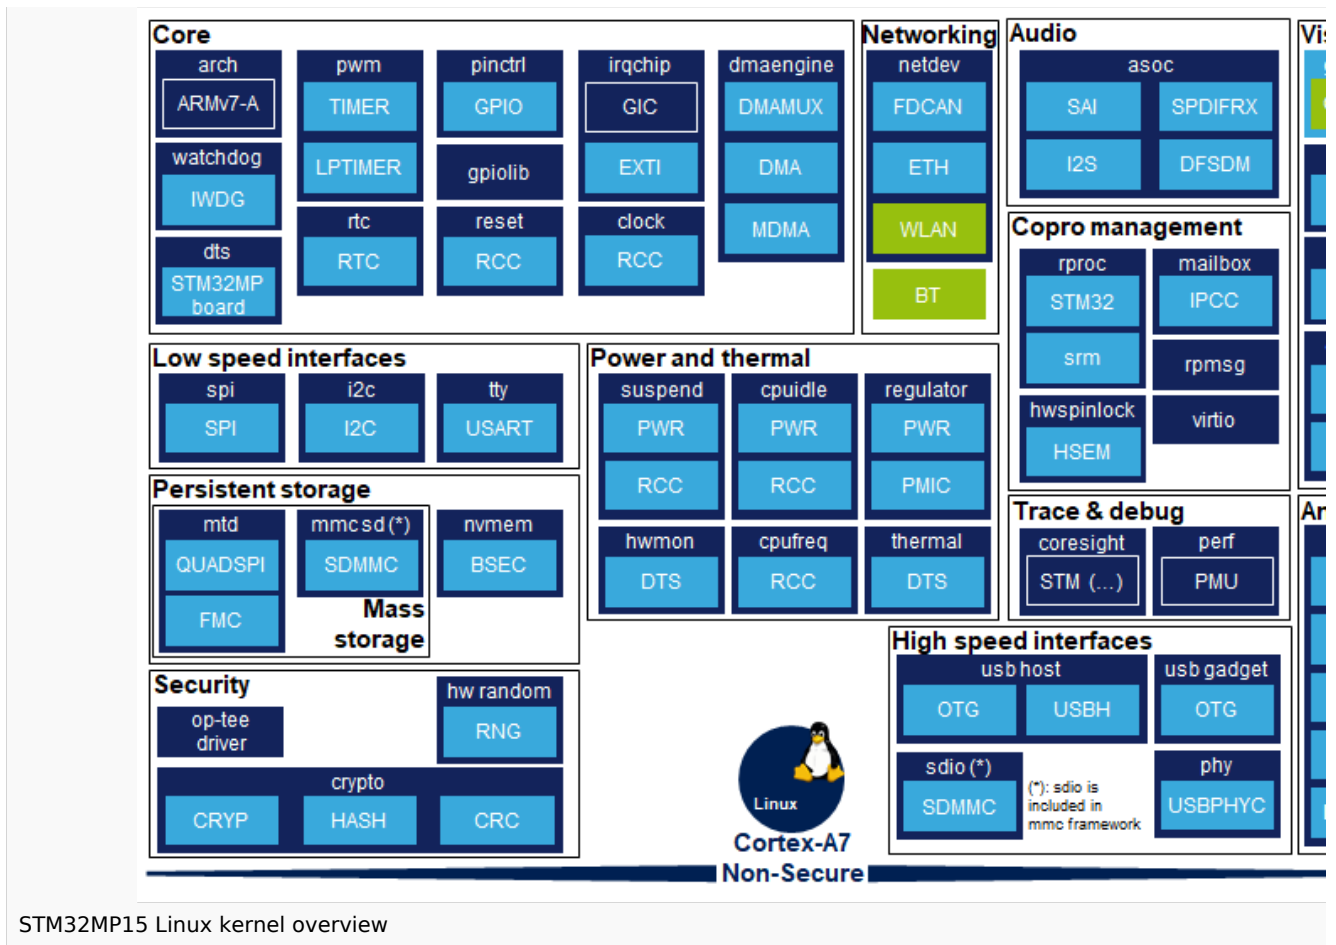 Core
arch
ARMv7-A
watchdog
IWDG
dts
STM32MP
board
pwm
TIMER
LPTIMER
rtc
RTC
pinctrl
GPIO
gpiolib
reset
RCC
irqchip
GIC
EXTI
clock
RCC
dmaengine
DMAMUX
DMA
MDMA
Networking
netdev
FDCAN
ETH
WLAN
BT
Audio
asoc
SAI SPDIFRX
I2S DFSDM
Copro management
rproc
STM32
srm
hwspinlock
HSEM
mailbox
IPCC
rpmsg
virtio
Low speed interfaces
spi
SPI
i2c
I2C
tty
USART
Power and thermal
suspend
PWR
RCC
cpuidle
PWR
RCC
regulator
PWR
PMIC
hwmon
DTS
cpufreq
RCC
thermal
DTS
Persistent storage
mtd
QUADSPI
FMC
mmc sd (*)
SDMMC
Mass
storage
nvmem
BSEC
Trace & debug
coresight
STM (...)
perf
PMU
Security
op-tee
driver
hw random
RNG
crypto
CRYP HASH CRC
High speed interfaces
usb host
OTG USBH
usb gadget
OTG
sdio (*)
SDMMC
(*): sdio is
included in
mmc framework
phy
USBPHYC
Linux
Cortex-A7
Non-Secure
STM32MP15 Linux kernel overview